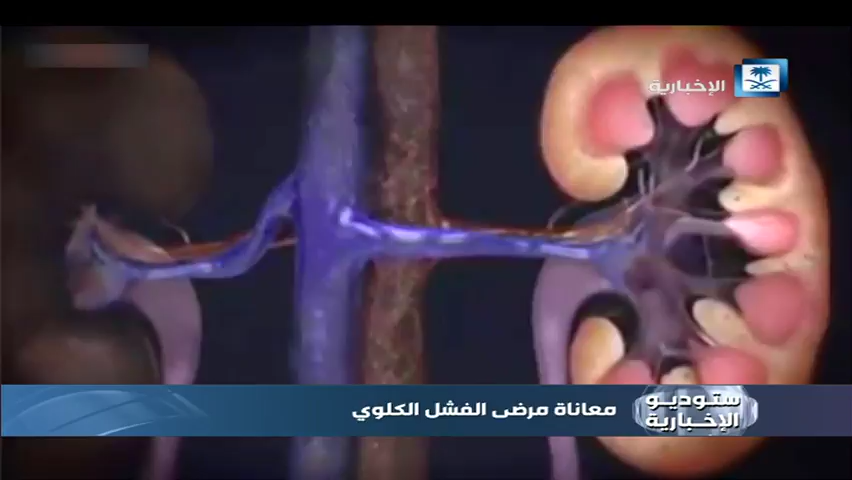 الإخبارية
ستوديو
الإخبارية
معاناة مرضى الفشل الكلوي